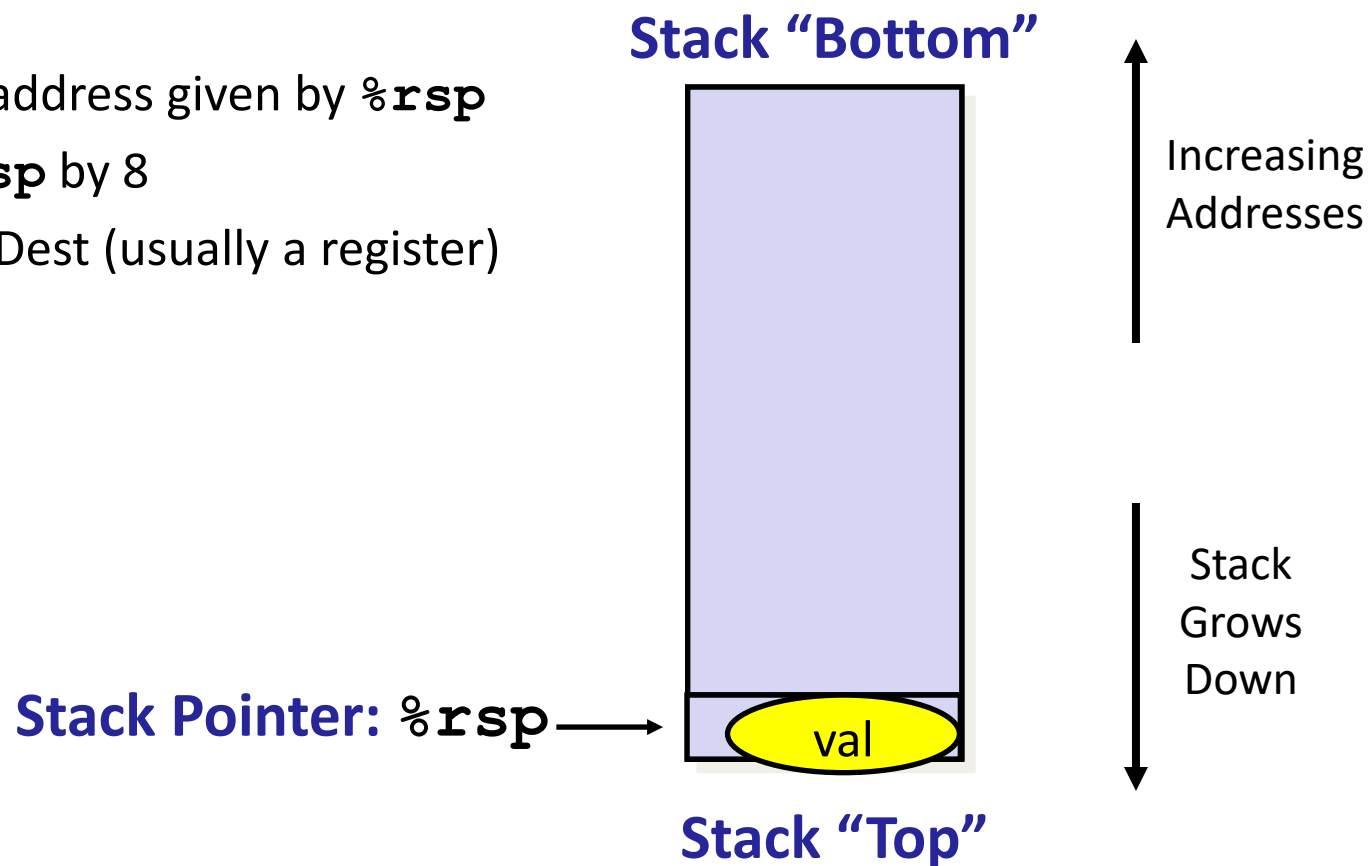 Stack “Bottom”
address given by %rsp
sp by 8
Dest (usually a register)
Increasing
Addresses
Stack
Grows
Down
Stack Pointer: %rsp
val
Stack “Top”